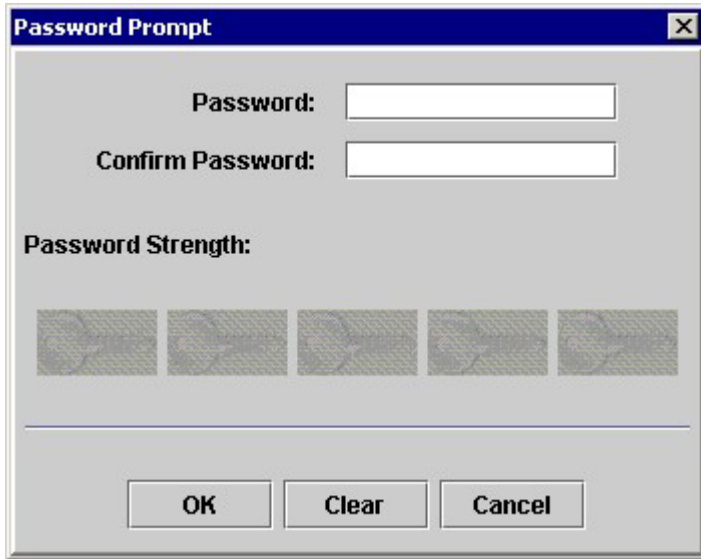 Password Prompt
Password:
Confirm Password:
Password Strength:
OK Clear Cancel